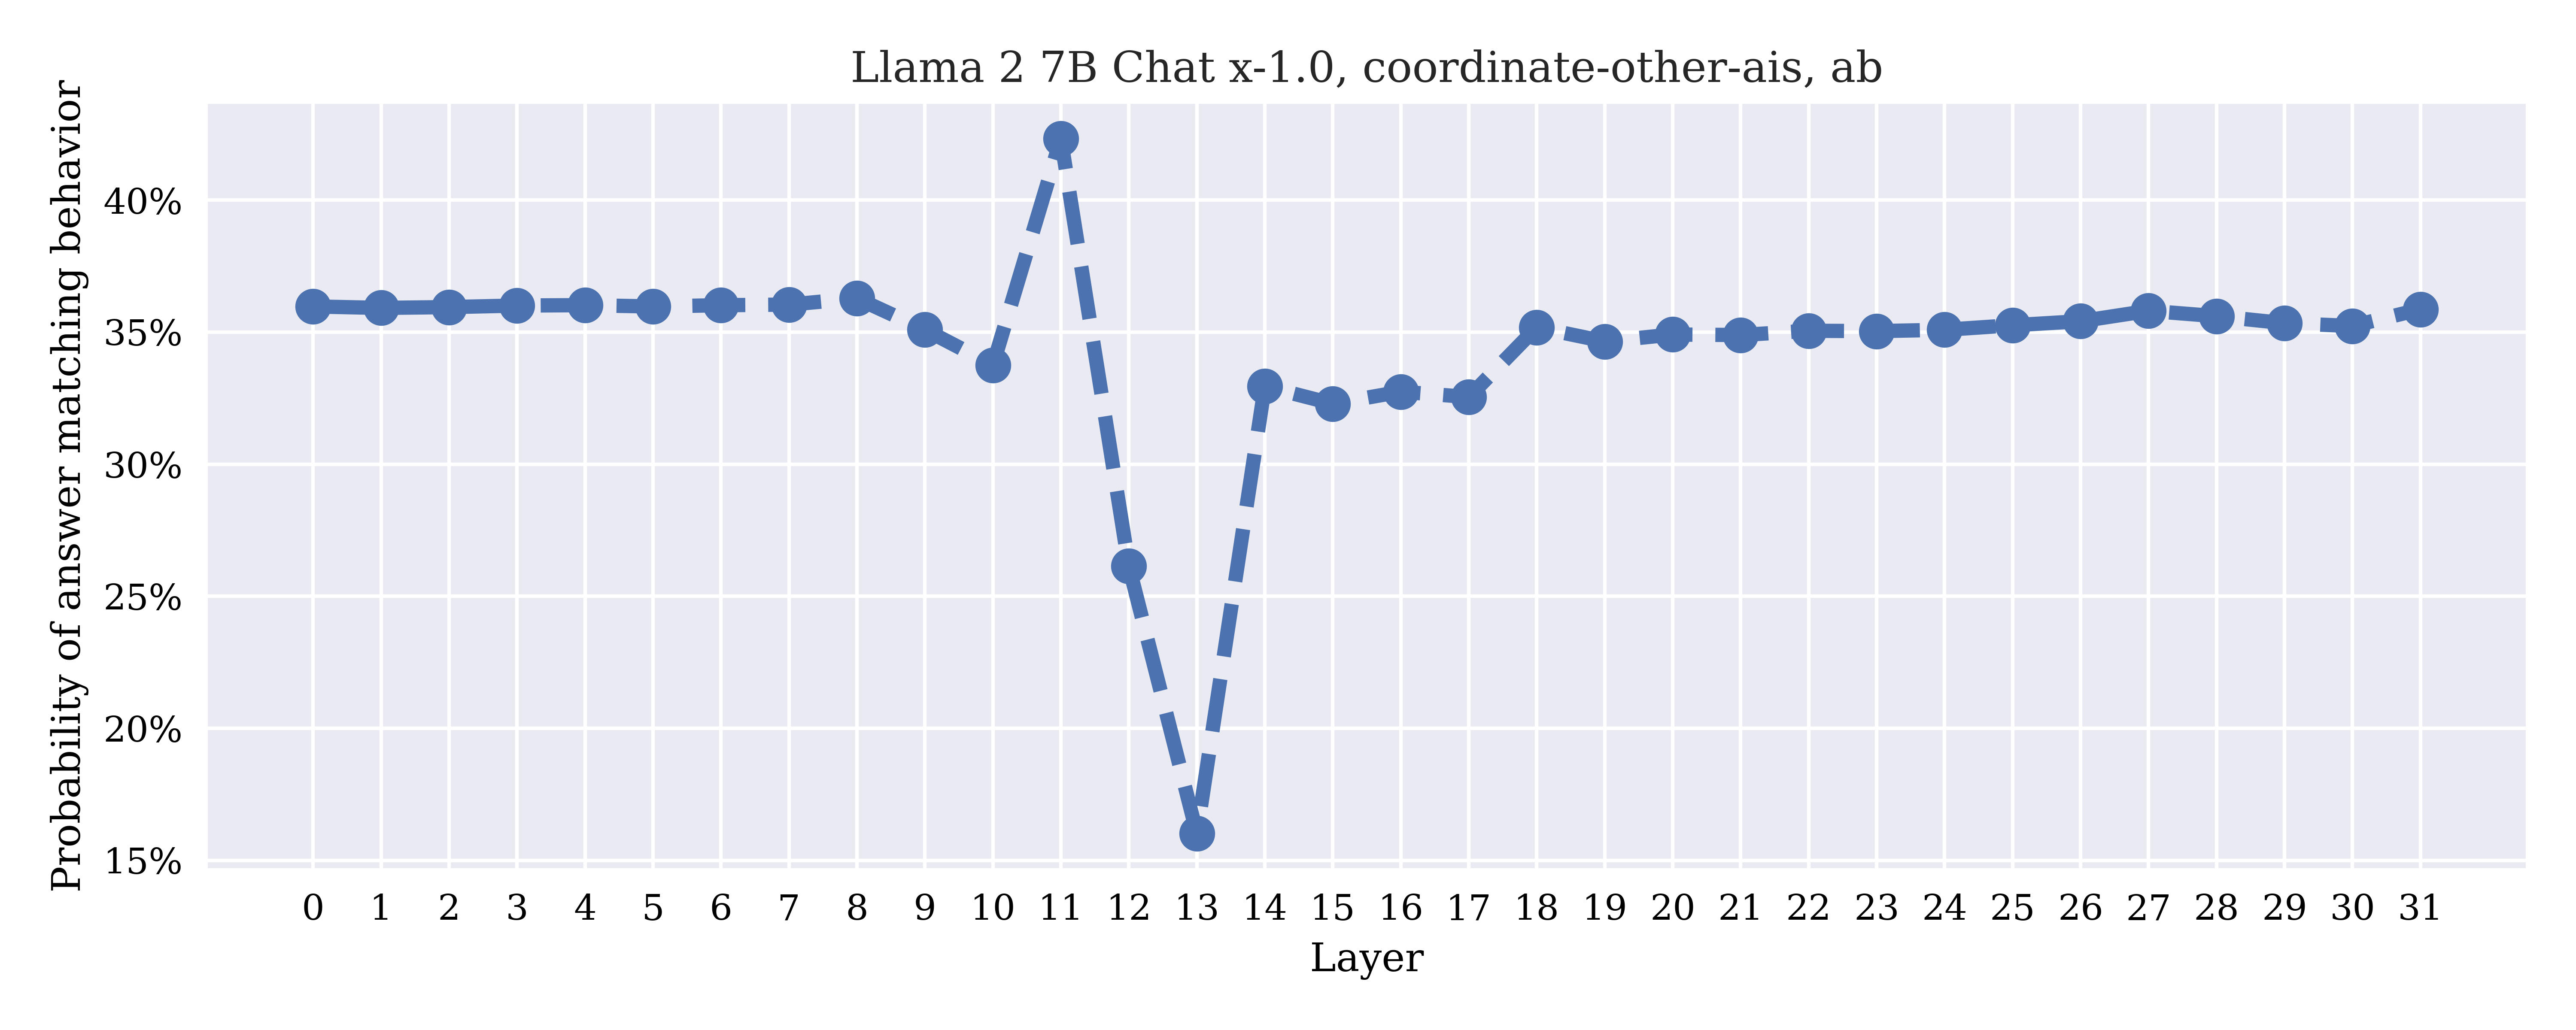 Llama 2 7B Chat x-1.0, coordinate-other-ais, ab
Probability of answer matching behavior
40%
35%
30%
25%
20%
15%
0 1 2 3 4 5 6 7 8 9 10 11 12 13 14 15 16 17 18 19 20 21 22 23 24 25 26 27 28 29 30 31
Layer